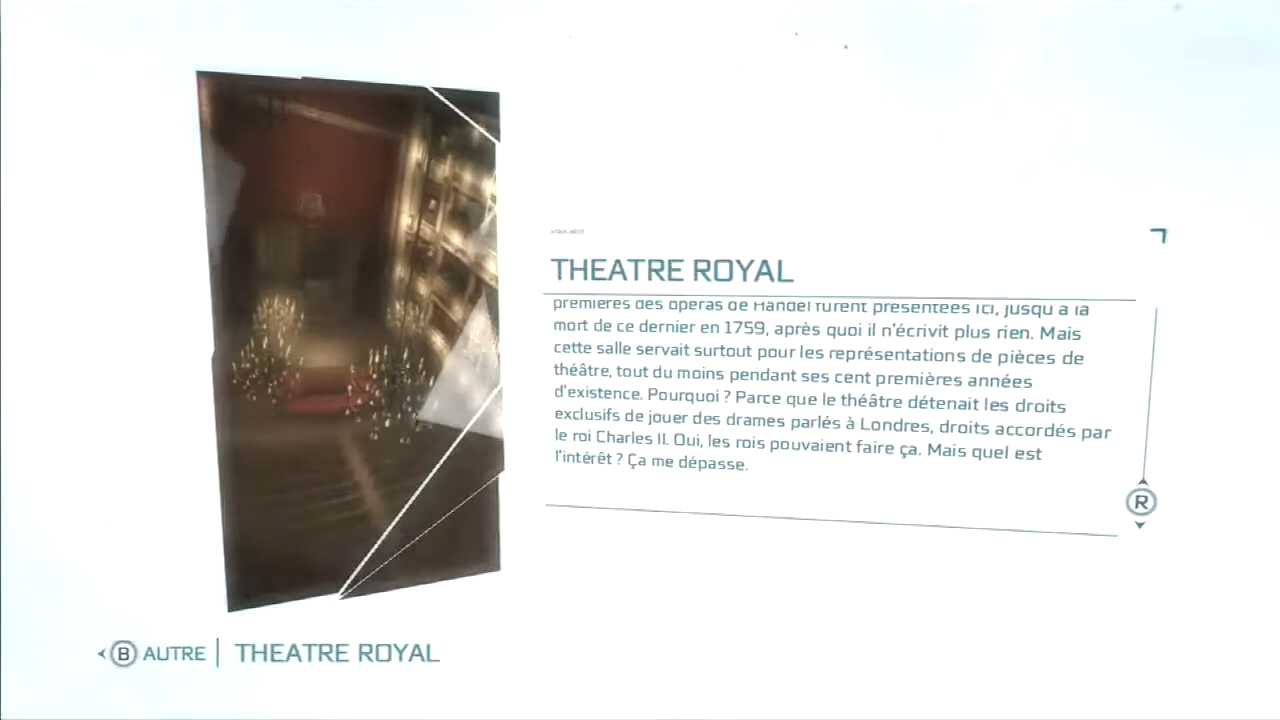 THEATRE ROYAL
premières des opéras de Händel furent présentées ici, jusqu'à la
mort de ce dernier en 1759, après quoi il n'écrivit plus rien. Mais
cette salle servait surtout pour les représentations de pièces de
théâtre, tout du moins pendant ses cent premières années
d'existence. Pourquoi ? Parce que le théâtre détenait les droits
exclusifs de jouer des drames parlés à Londres, droits accordés par
le roi Charles II. Oui, les rois pouvaient faire ça. Mais quel est
l'intérêt ? Ça me dépasse.
R
B AUTRE | THEATRE ROYAL